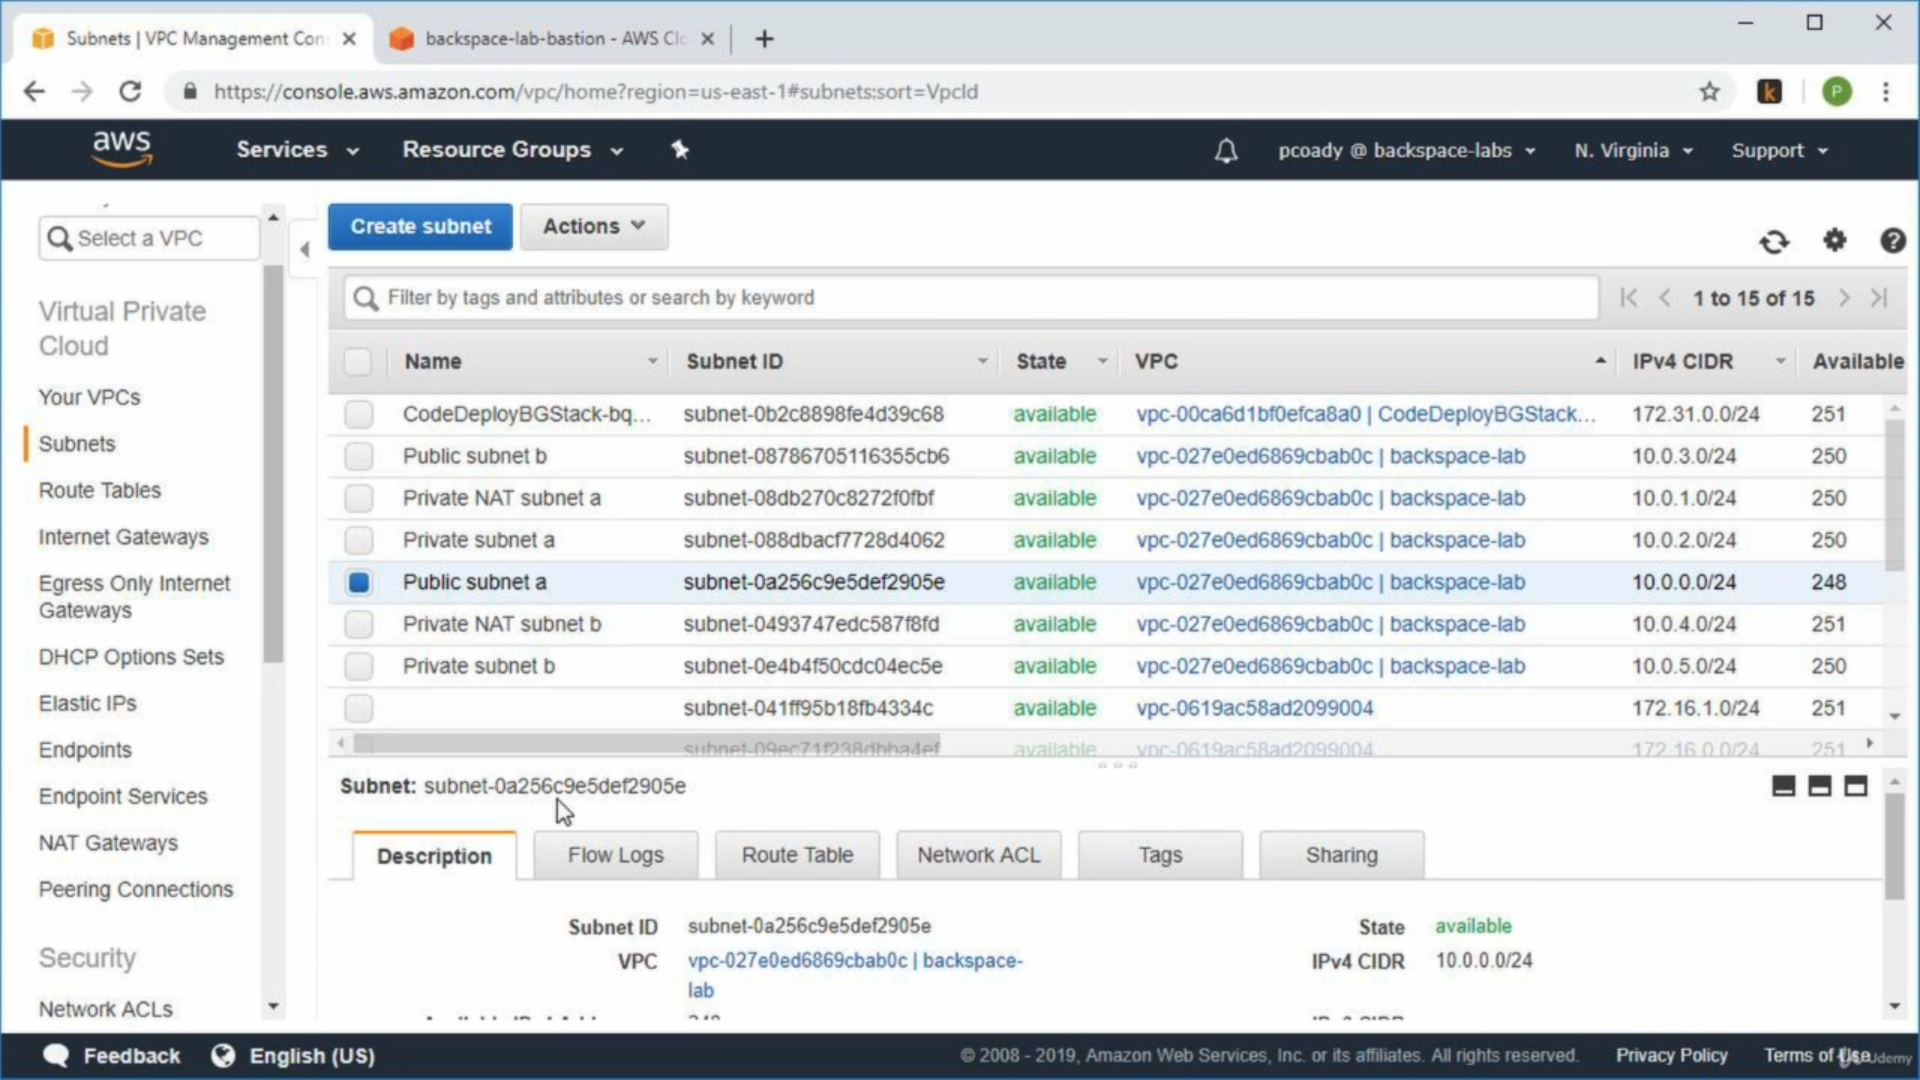 Subnets | VPC Management Con
backspace-lab-bastion - AWS Clo
https://console.aws.amazon.com/vpc/home?region=us-east-1#subnets:sort=VpcId
k
P
aws
Services
Resource Groups
pcoady @ backspace-labs
N. Virginia
Support
Select a VPC
Virtual Private
Cloud
Your VPCs
Subnets
Route Tables
Internet Gateways
Egress Only Internet
Gateways
DHCP Options Sets
Elastic IPs
Endpoints
Endpoint Services
NAT Gateways
Peering Connections
Security
Network ACLs
Create subnet
Actions
Filter by tags and attributes or search by keyword
1 to 15 of 15
Name Subnet ID State VPC IPv4 CIDR Available
CodeDeployBGStack-bq... subnet-0b2c8898fe4d39c68 available vpc-00ca6d1bf0efca8a0 | CodeDeployBGStack... 172.31.0.0/24 251
Public subnet b subnet-08786705116355cb6 available vpc-027e0ed6869cbab0c | backspace-lab 10.0.3.0/24 250
Private NAT subnet a subnet-08db270c8272f0fbf available vpc-027e0ed6869cbab0c | backspace-lab 10.0.1.0/24 250
Private subnet a subnet-088dbacf7728d4062 available vpc-027e0ed6869cbab0c | backspace-lab 10.0.2.0/24 250
Public subnet a subnet-0a256c9e5def2905e available vpc-027e0ed6869cbab0c | backspace-lab 10.0.0.0/24 248
Private NAT subnet b subnet-0493747edc587f8fd available vpc-027e0ed6869cbab0c | backspace-lab 10.0.4.0/24 251
Private subnet b subnet-0e4b4f50cdc04ec5e available vpc-027e0ed6869cbab0c | backspace-lab 10.0.5.0/24 250
subnet-041ff95b18fb4334c available vpc-0619ac58ad2099004 172.16.1.0/24 251
subnet-09ec71f238dbba4ef available vpc-0619ac58ad2099004 172.16.0.0/24 251
Subnet: subnet-0a256c9e5def2905e
Description
Flow Logs
Route Table
Network ACL
Tags
Sharing
Subnet ID subnet-0a256c9e5def2905e
State available
VPC vpc-027e0ed6869cbab0c | backspace-
lab
IPv4 CIDR 10.0.0.0/24
Feedback
English (US)
© 2008 - 2019, Amazon Web Services, Inc. or its affiliates. All rights reserved.
Privacy Policy
Terms of Use
Udemy